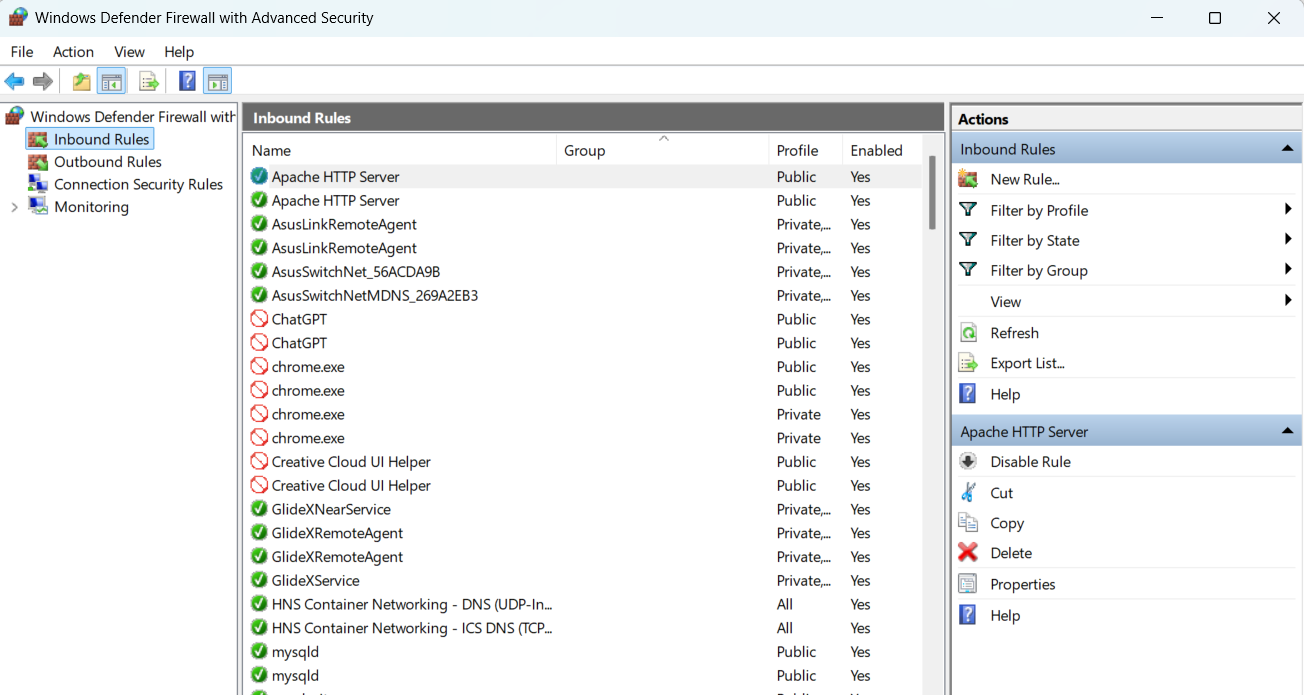 Windows Defender Firewall with Advanced Security
File Action View Help
Windows Defender Firewall with
Inbound Rules
Outbound Rules
Connection Security Rules
Monitoring
Inbound Rules
Name Group Profile Enabled
Apache HTTP Server Public Yes
Apache HTTP Server Public Yes
AsusLinkRemoteAgent Private,... Yes
AsusLinkRemoteAgent Private,... Yes
AsusSwitchNet_56ACDA9B Private,... Yes
AsusSwitchNetMDNS_269A2EB3 Private,... Yes
ChatGPT Public Yes
ChatGPT Public Yes
chrome.exe Public Yes
chrome.exe Public Yes
chrome.exe Private Yes
chrome.exe Private Yes
Creative Cloud UI Helper Public Yes
Creative Cloud UI Helper Public Yes
GlideXNearService Private,... Yes
GlideXRemoteAgent Private,... Yes
GlideXRemoteAgent Private,... Yes
GlideXService Private,... Yes
HNS Container Networking - DNS (UDP-In... All Yes
HNS Container Networking - ICS DNS (TCP... All Yes
mysqld Public Yes
mysqld Public Yes
Actions
Inbound Rules
New Rule...
Filter by Profile
Filter by State
Filter by Group
View
Refresh
Export List...
Help
Apache HTTP Server
Disable Rule
Cut
Copy
Delete
Properties
Help